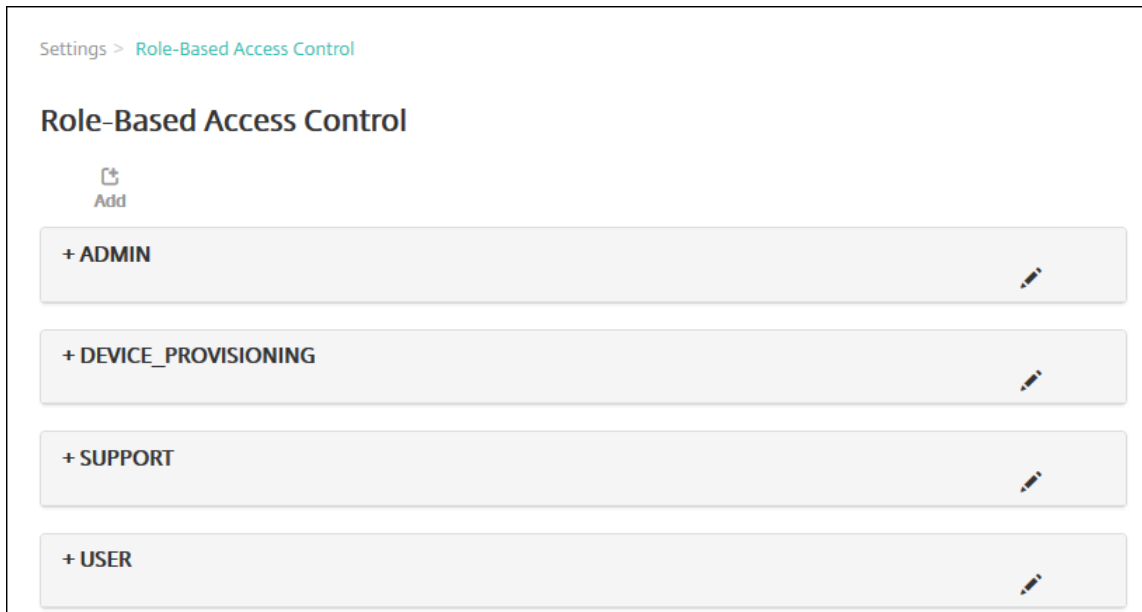 Settings > Role-Based Access Control
Role-Based Access Control
Add
+ ADMIN
+ DEVICE_PROVISIONING
+ SUPPORT
+ USER